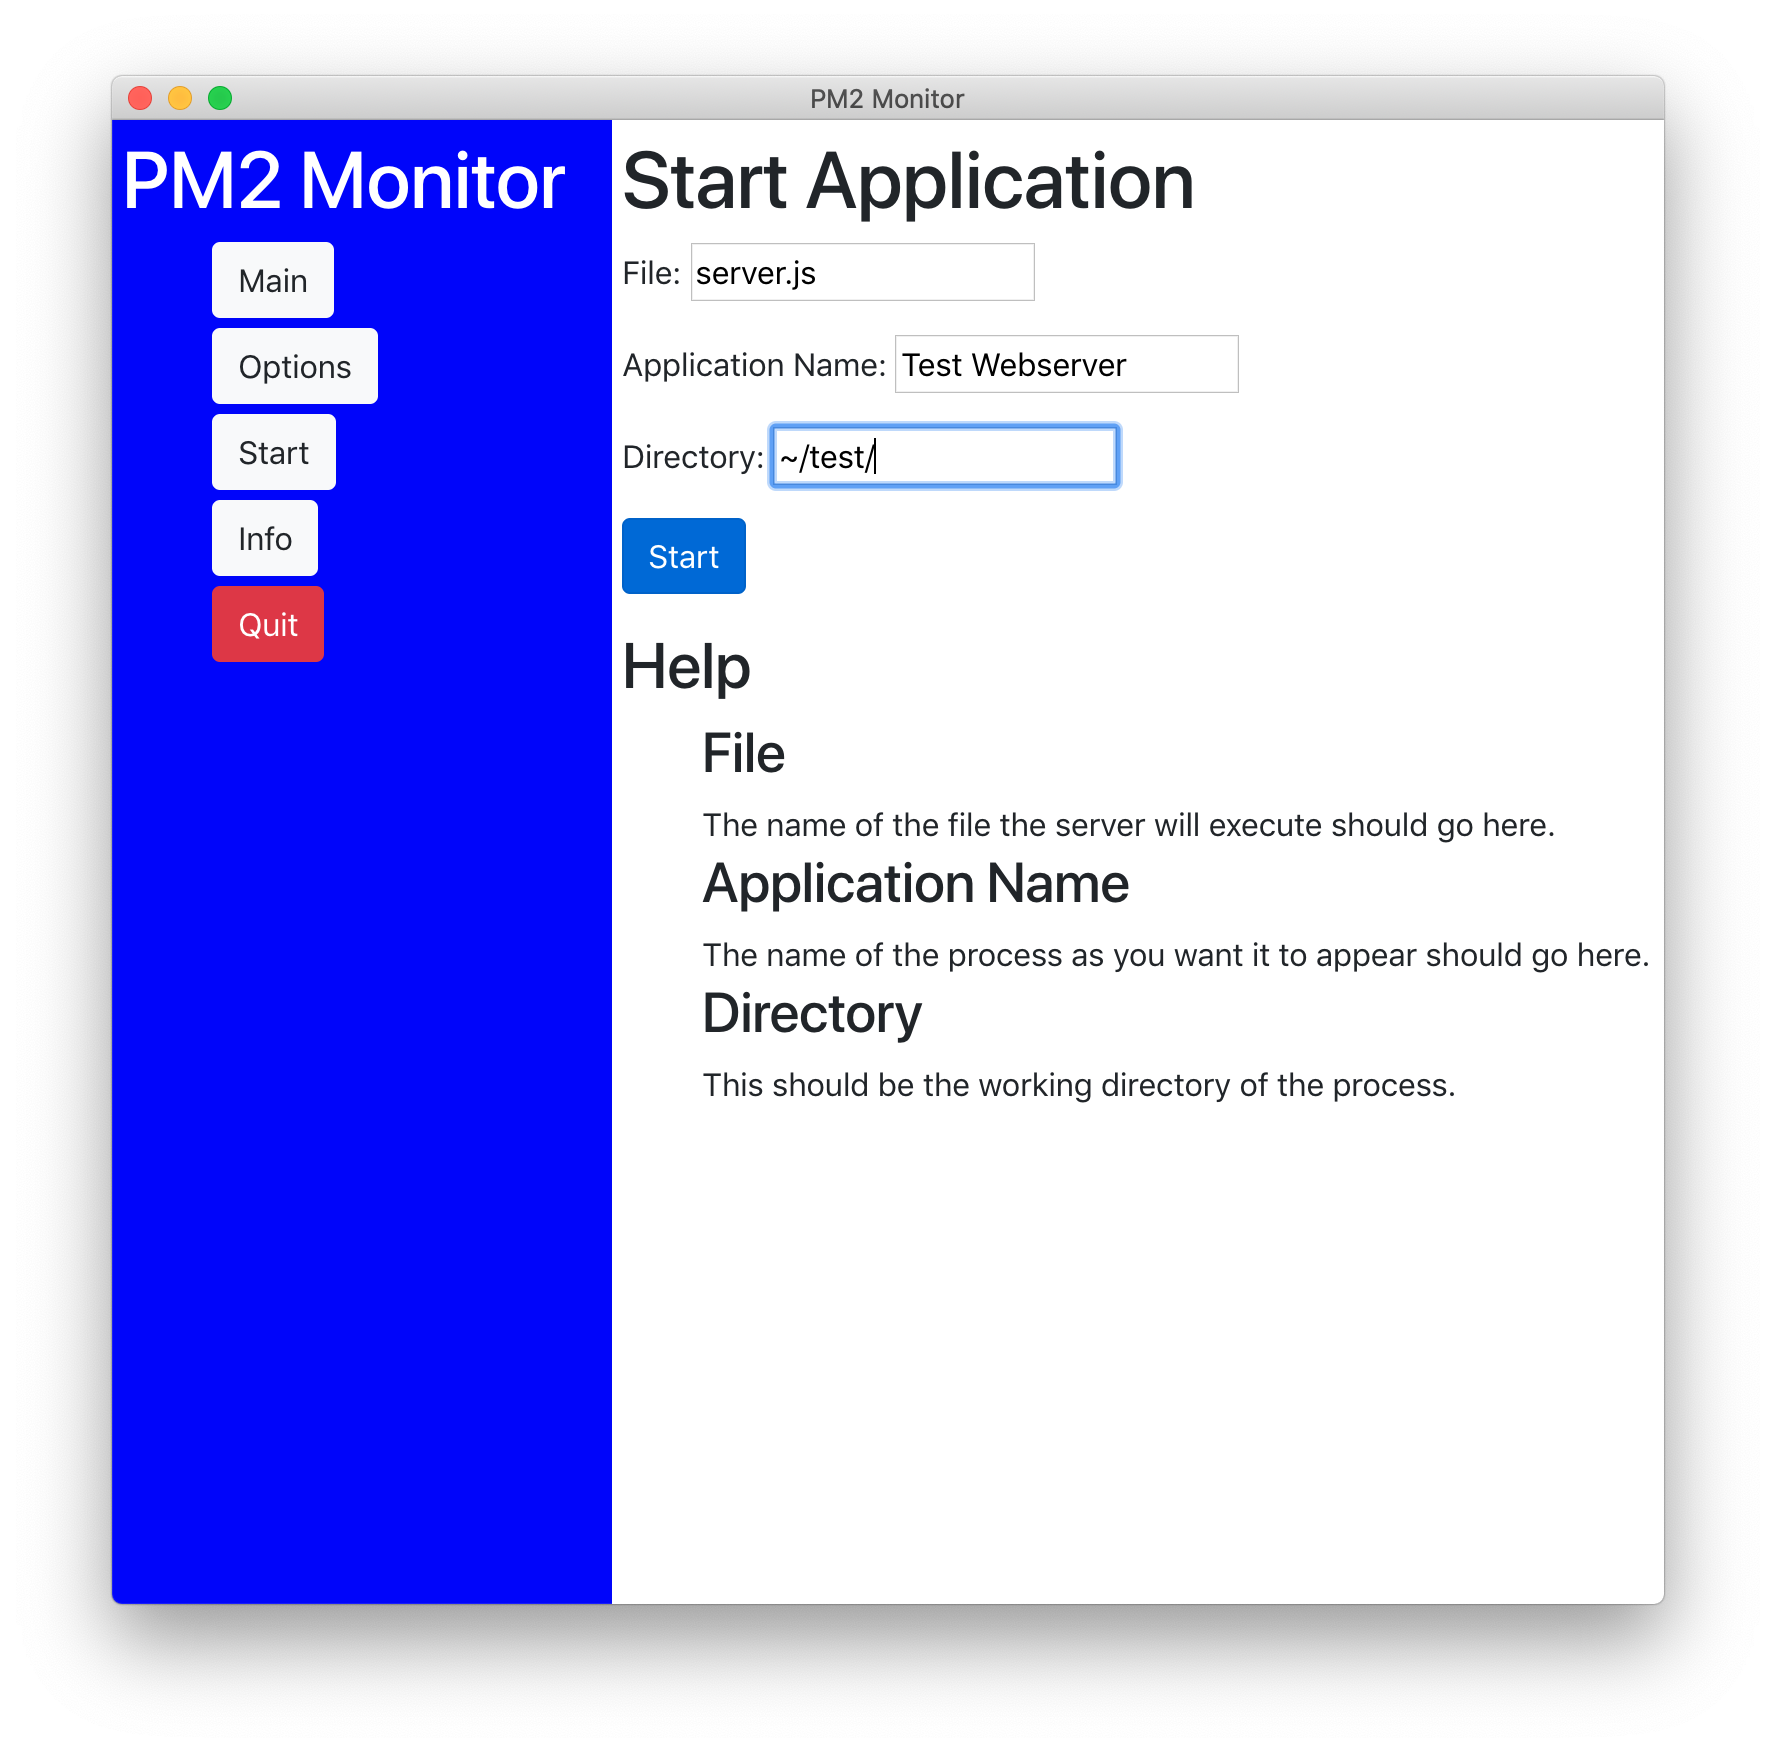 PM2 Monitor
PM2 Monitor
Main
Options
Start
Info
Quit
Start Application
File: server.js
Application Name: Test Webserver
Directory: ~/test/
Start
Help
File
The name of the file the server will execute should go here.
Application Name
The name of the process as you want it to appear should go here.
Directory
This should be the working directory of the process.